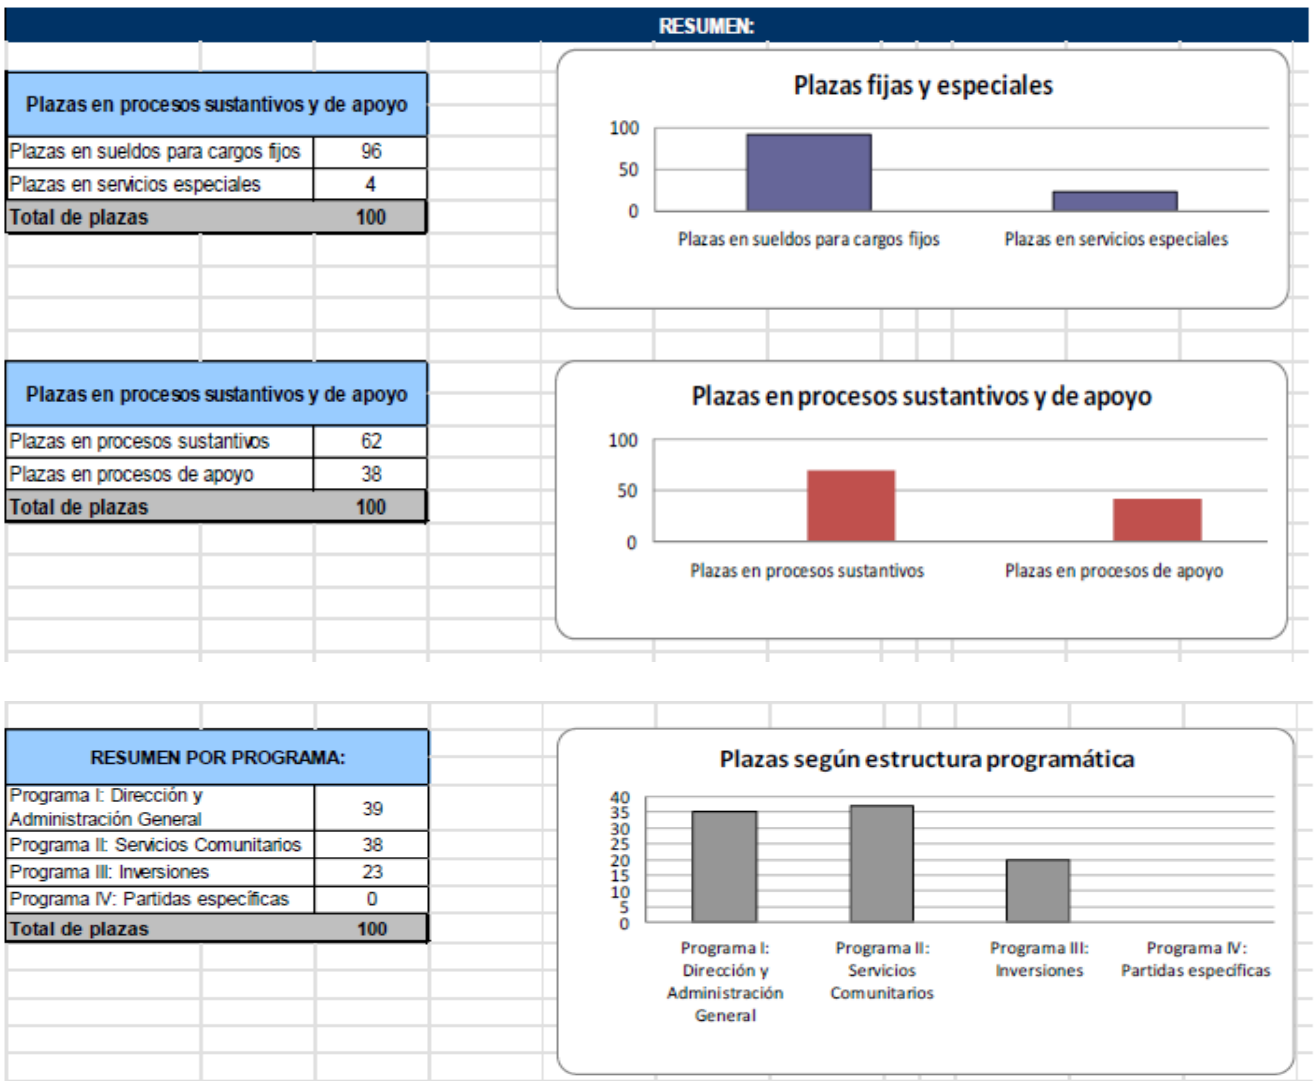 RESUMEN:
Plazas en procesos sustantivos y de apoyo
Plazas en sueldos para cargos fijos 96
Plazas en servicios especiales 4
Total de plazas 100
Plazas fijas y especiales
100
50
0
Plazas en sueldos para cargos fijos Plazas en servicios especiales
Plazas en procesos sustantivos y de apoyo
Plazas en procesos sustantivos 62
Plazas en procesos de apoyo 38
Total de plazas 100
Plazas en procesos sustantivos y de apoyo
100
50
0
Plazas en procesos sustantivos Plazas en procesos de apoyo
RESUMEN POR PROGRAMA:
Programa I: Dirección y
Administración General 39
Programa II: Servicios Comunitarios 38
Programa III: Inversiones 23
Programa IV: Partidas específicas 0
Total de plazas 100
Plazas según estructura programática
40
35
30
25
20
15
10
5
0
Programa I:
Dirección y
Administración
General
Programa II:
Servicios
Comunitarios
Programa III:
Inversiones
Programa IV:
Partidas específicas